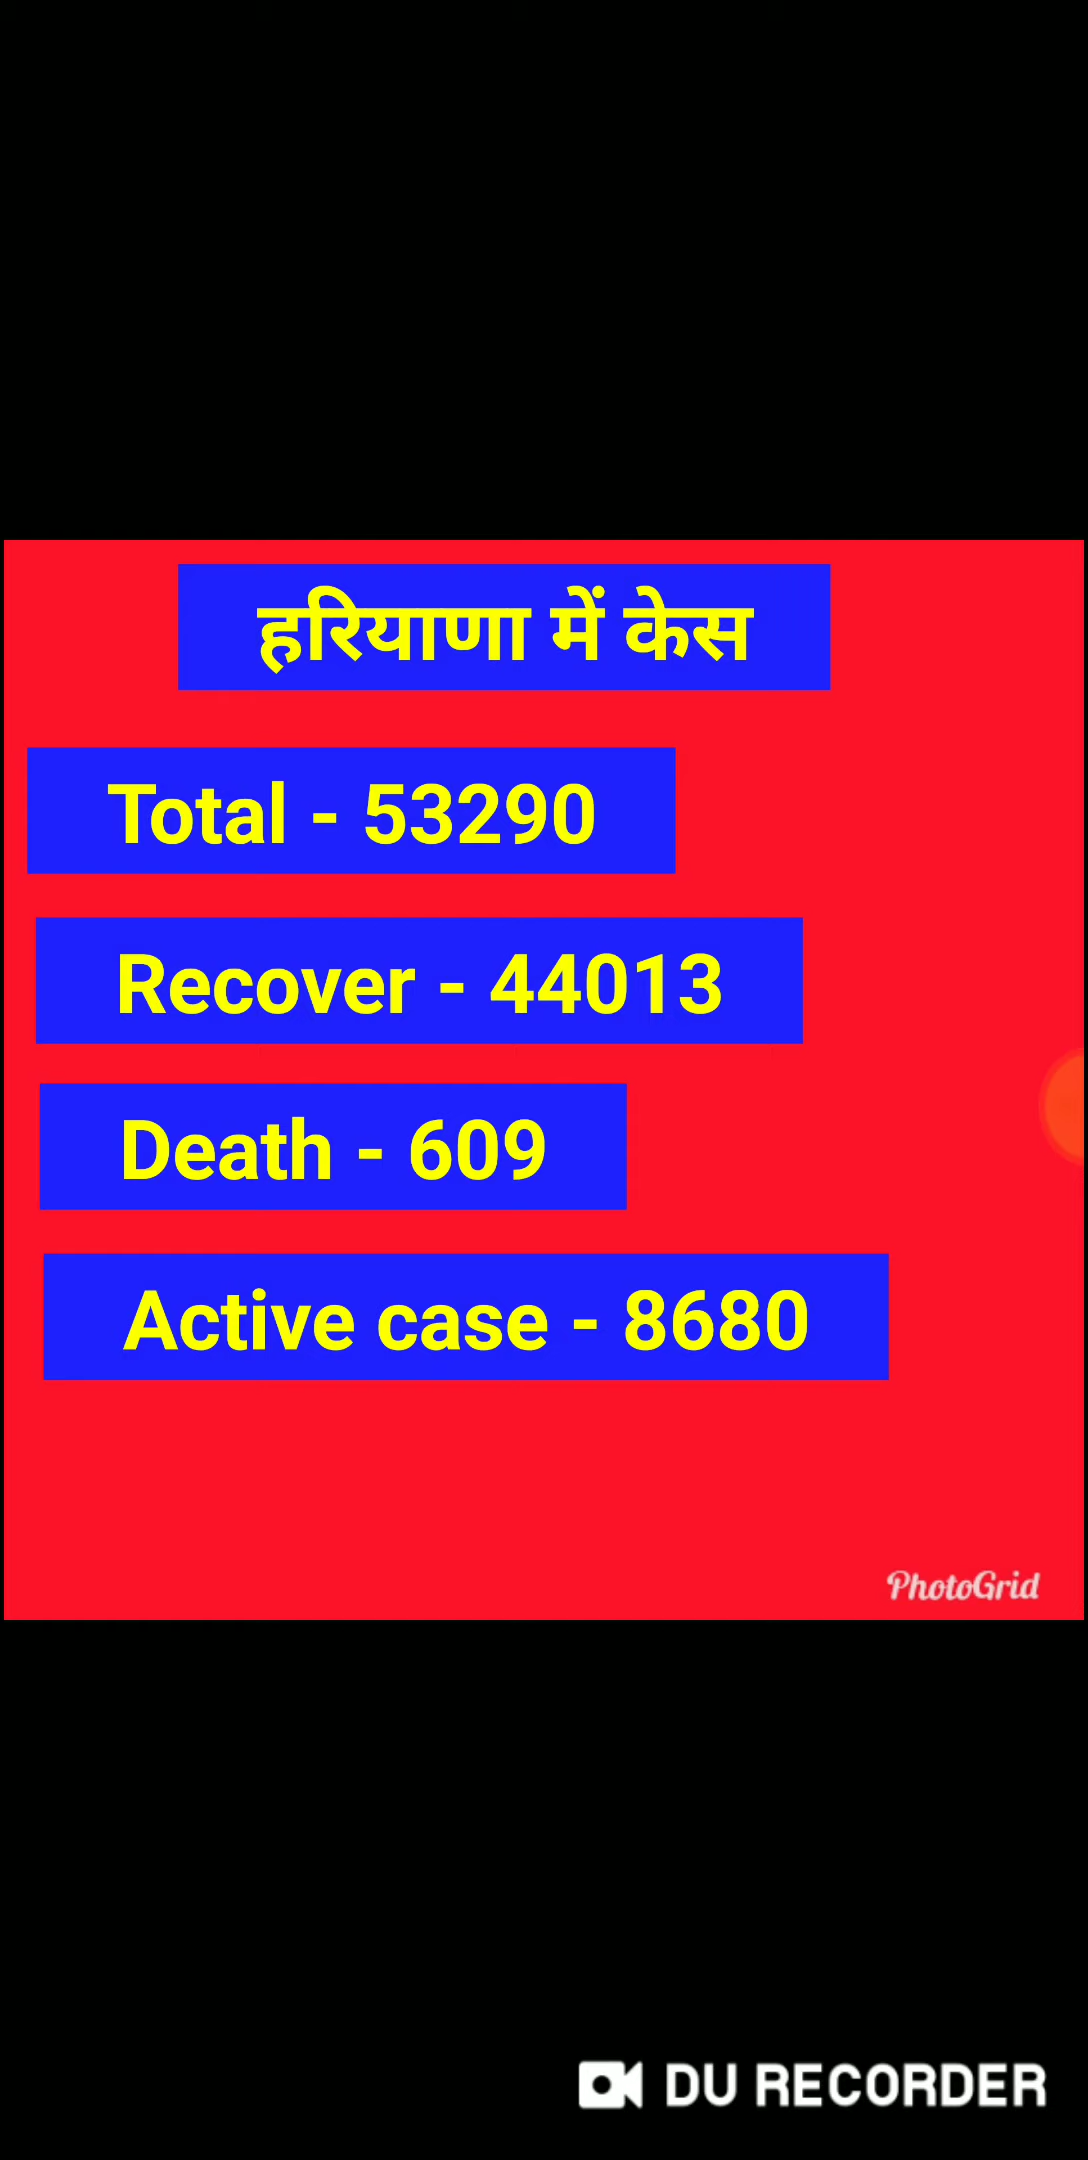 हरियाणा में केस
Total - 53290
Recover - 44013
Death - 609
Active case - 8680
PhotoGrid
DU RECORDER